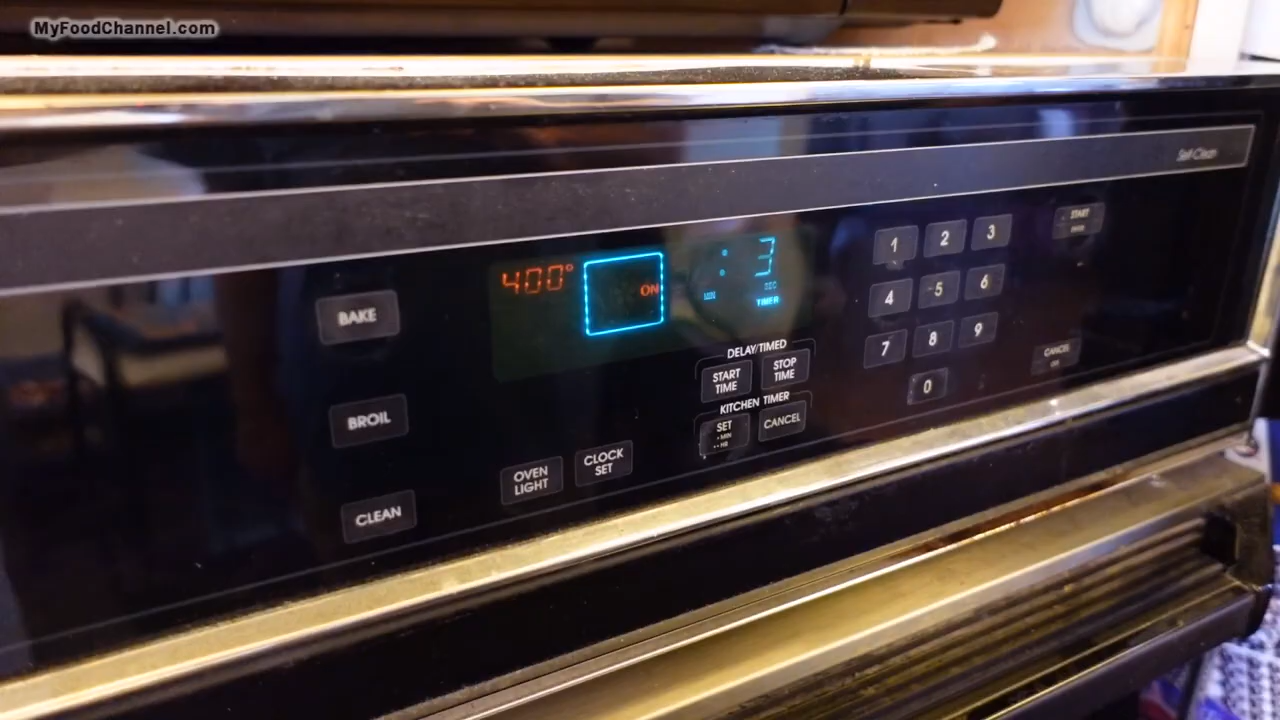 MyFoodChannel.com
Self-Clean
400° ON : 3
SEC
TIMER
BAKE
BROIL
CLEAN
OVEN
LIGHT
CLOCK
SET
DELAY/TIMED
START
TIME
STOP
TIME
KITCHEN TIMER
SET
•MIN
••HR
CANCEL
1 2 3
4 5 6
7 8 9
0
START
CANCEL